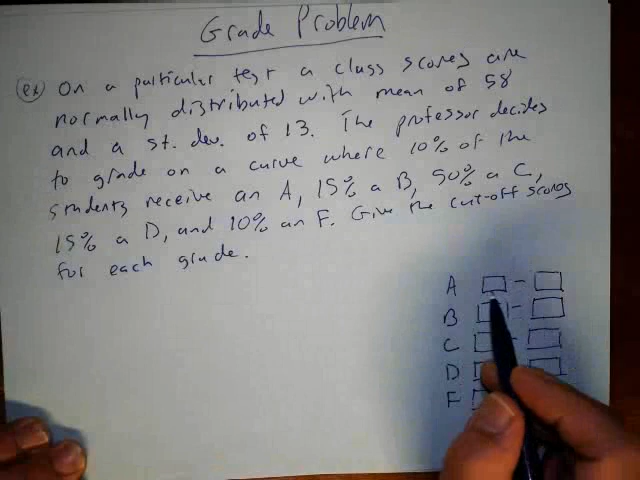 Grade Problem
ex) On a particular test a class scores are
normally distributed with mean of 58
and a st. dev. of 13. The professor decides
to grade on a curve where 10% of the
students receive an A, 15% a B, 50% a C,
15% a D, and 10% an F. Give the cut-off scores
for each grade.
A -
B -
C -
D
F